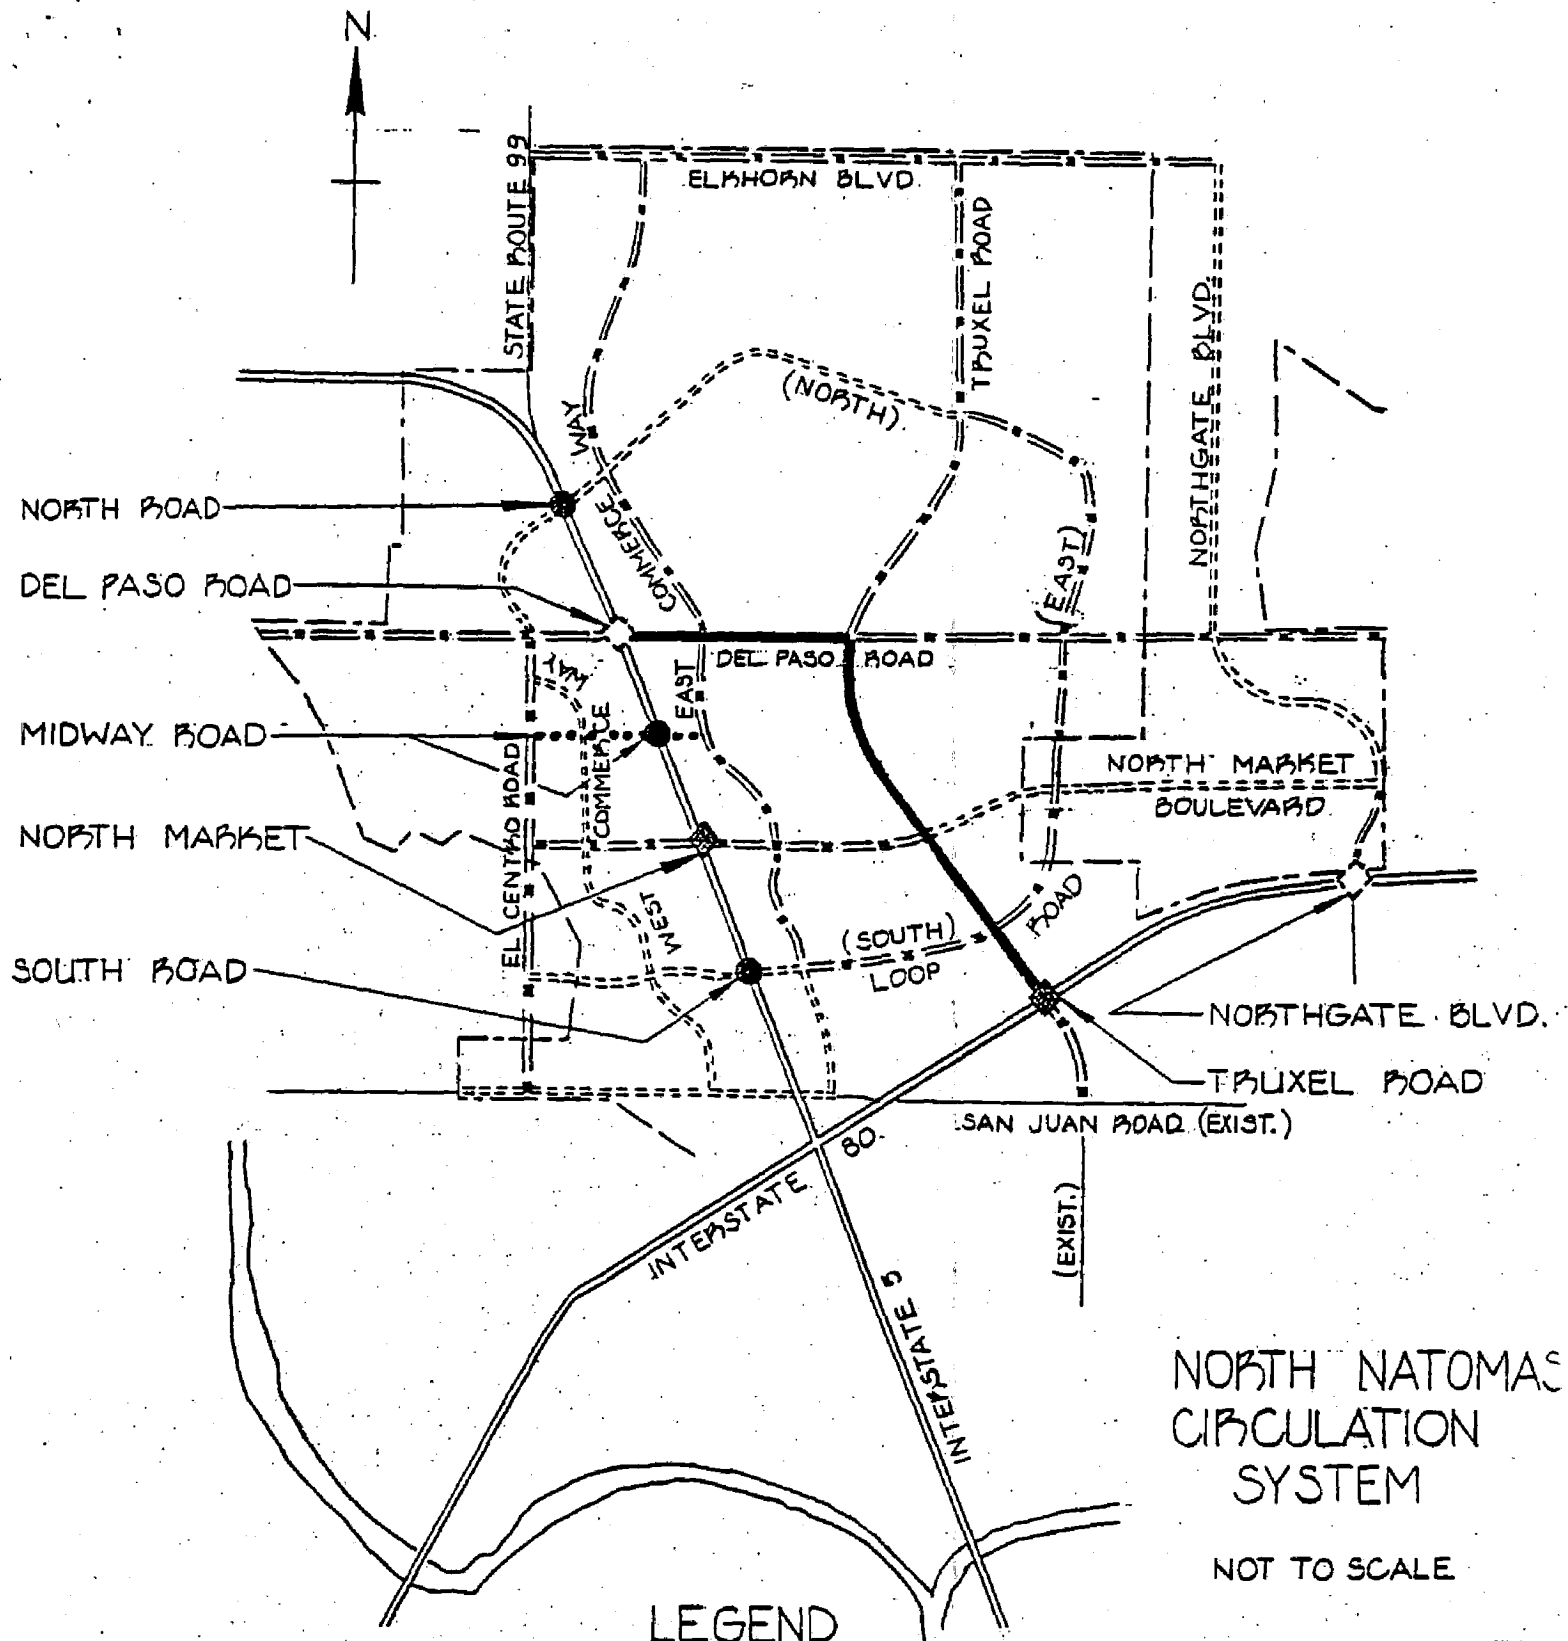 N
STATE ROUTE 99
ELKHORN BLVD.
TRUXEL ROAD
NORTHGATE BLVD.
(NORTH)
WAY
COMMERCE
EAST
(EAST)
NORTH ROAD
DEL PASO ROAD
DEL PASO ROAD
WAY
COMMERCE
WEST
MIDWAY ROAD
EL CENTRO ROAD
NORTH MARKET
BOULEVARD
NORTH MARKET
SOUTH ROAD
(SOUTH)
LOOP
ROAD
NORTHGATE BLVD.
TRUXEL ROAD
SAN JUAN ROAD (EXIST.)
INTERSTATE 80
(EXIST.)
INTERSTATE 5
NORTH NATOMAS
CIRCULATION
SYSTEM
NOT TO SCALE
LEGEND